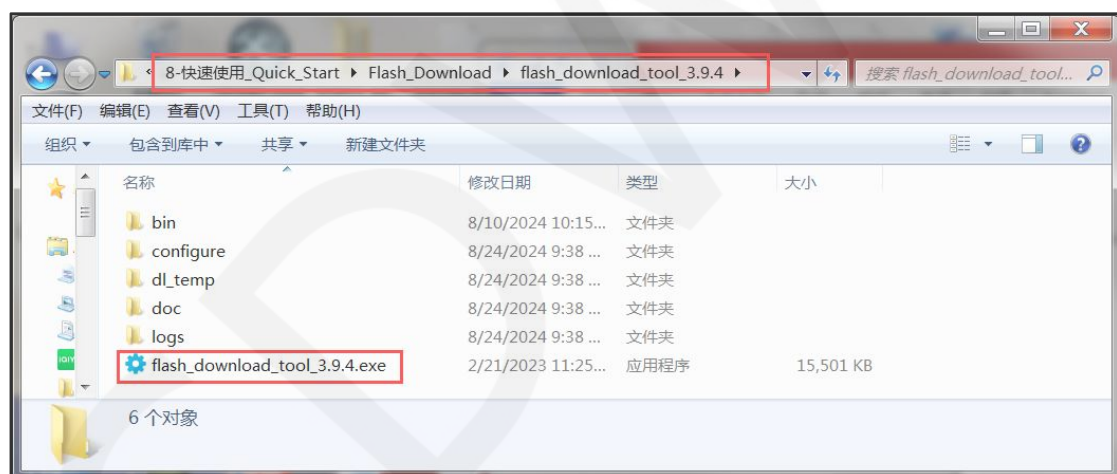 8-快速使用_Quick_Start ▸ Flash_Download ▸ flash_download_tool_3.9.4 ▸ 搜索 flash_download_tool...
文件(F) 编辑(E) 查看(V) 工具(T) 帮助(H)
组织 包含到库中 共享 新建文件夹
名称 修改日期 类型 大小
bin 8/10/2024 10:15... 文件夹
configure 8/24/2024 9:38 ... 文件夹
dl_temp 8/24/2024 9:38 ... 文件夹
doc 8/24/2024 9:38 ... 文件夹
logs 8/24/2024 9:38 ... 文件夹
flash_download_tool_3.9.4.exe 2/21/2023 11:25... 应用程序 15,501 KB
6 个对象